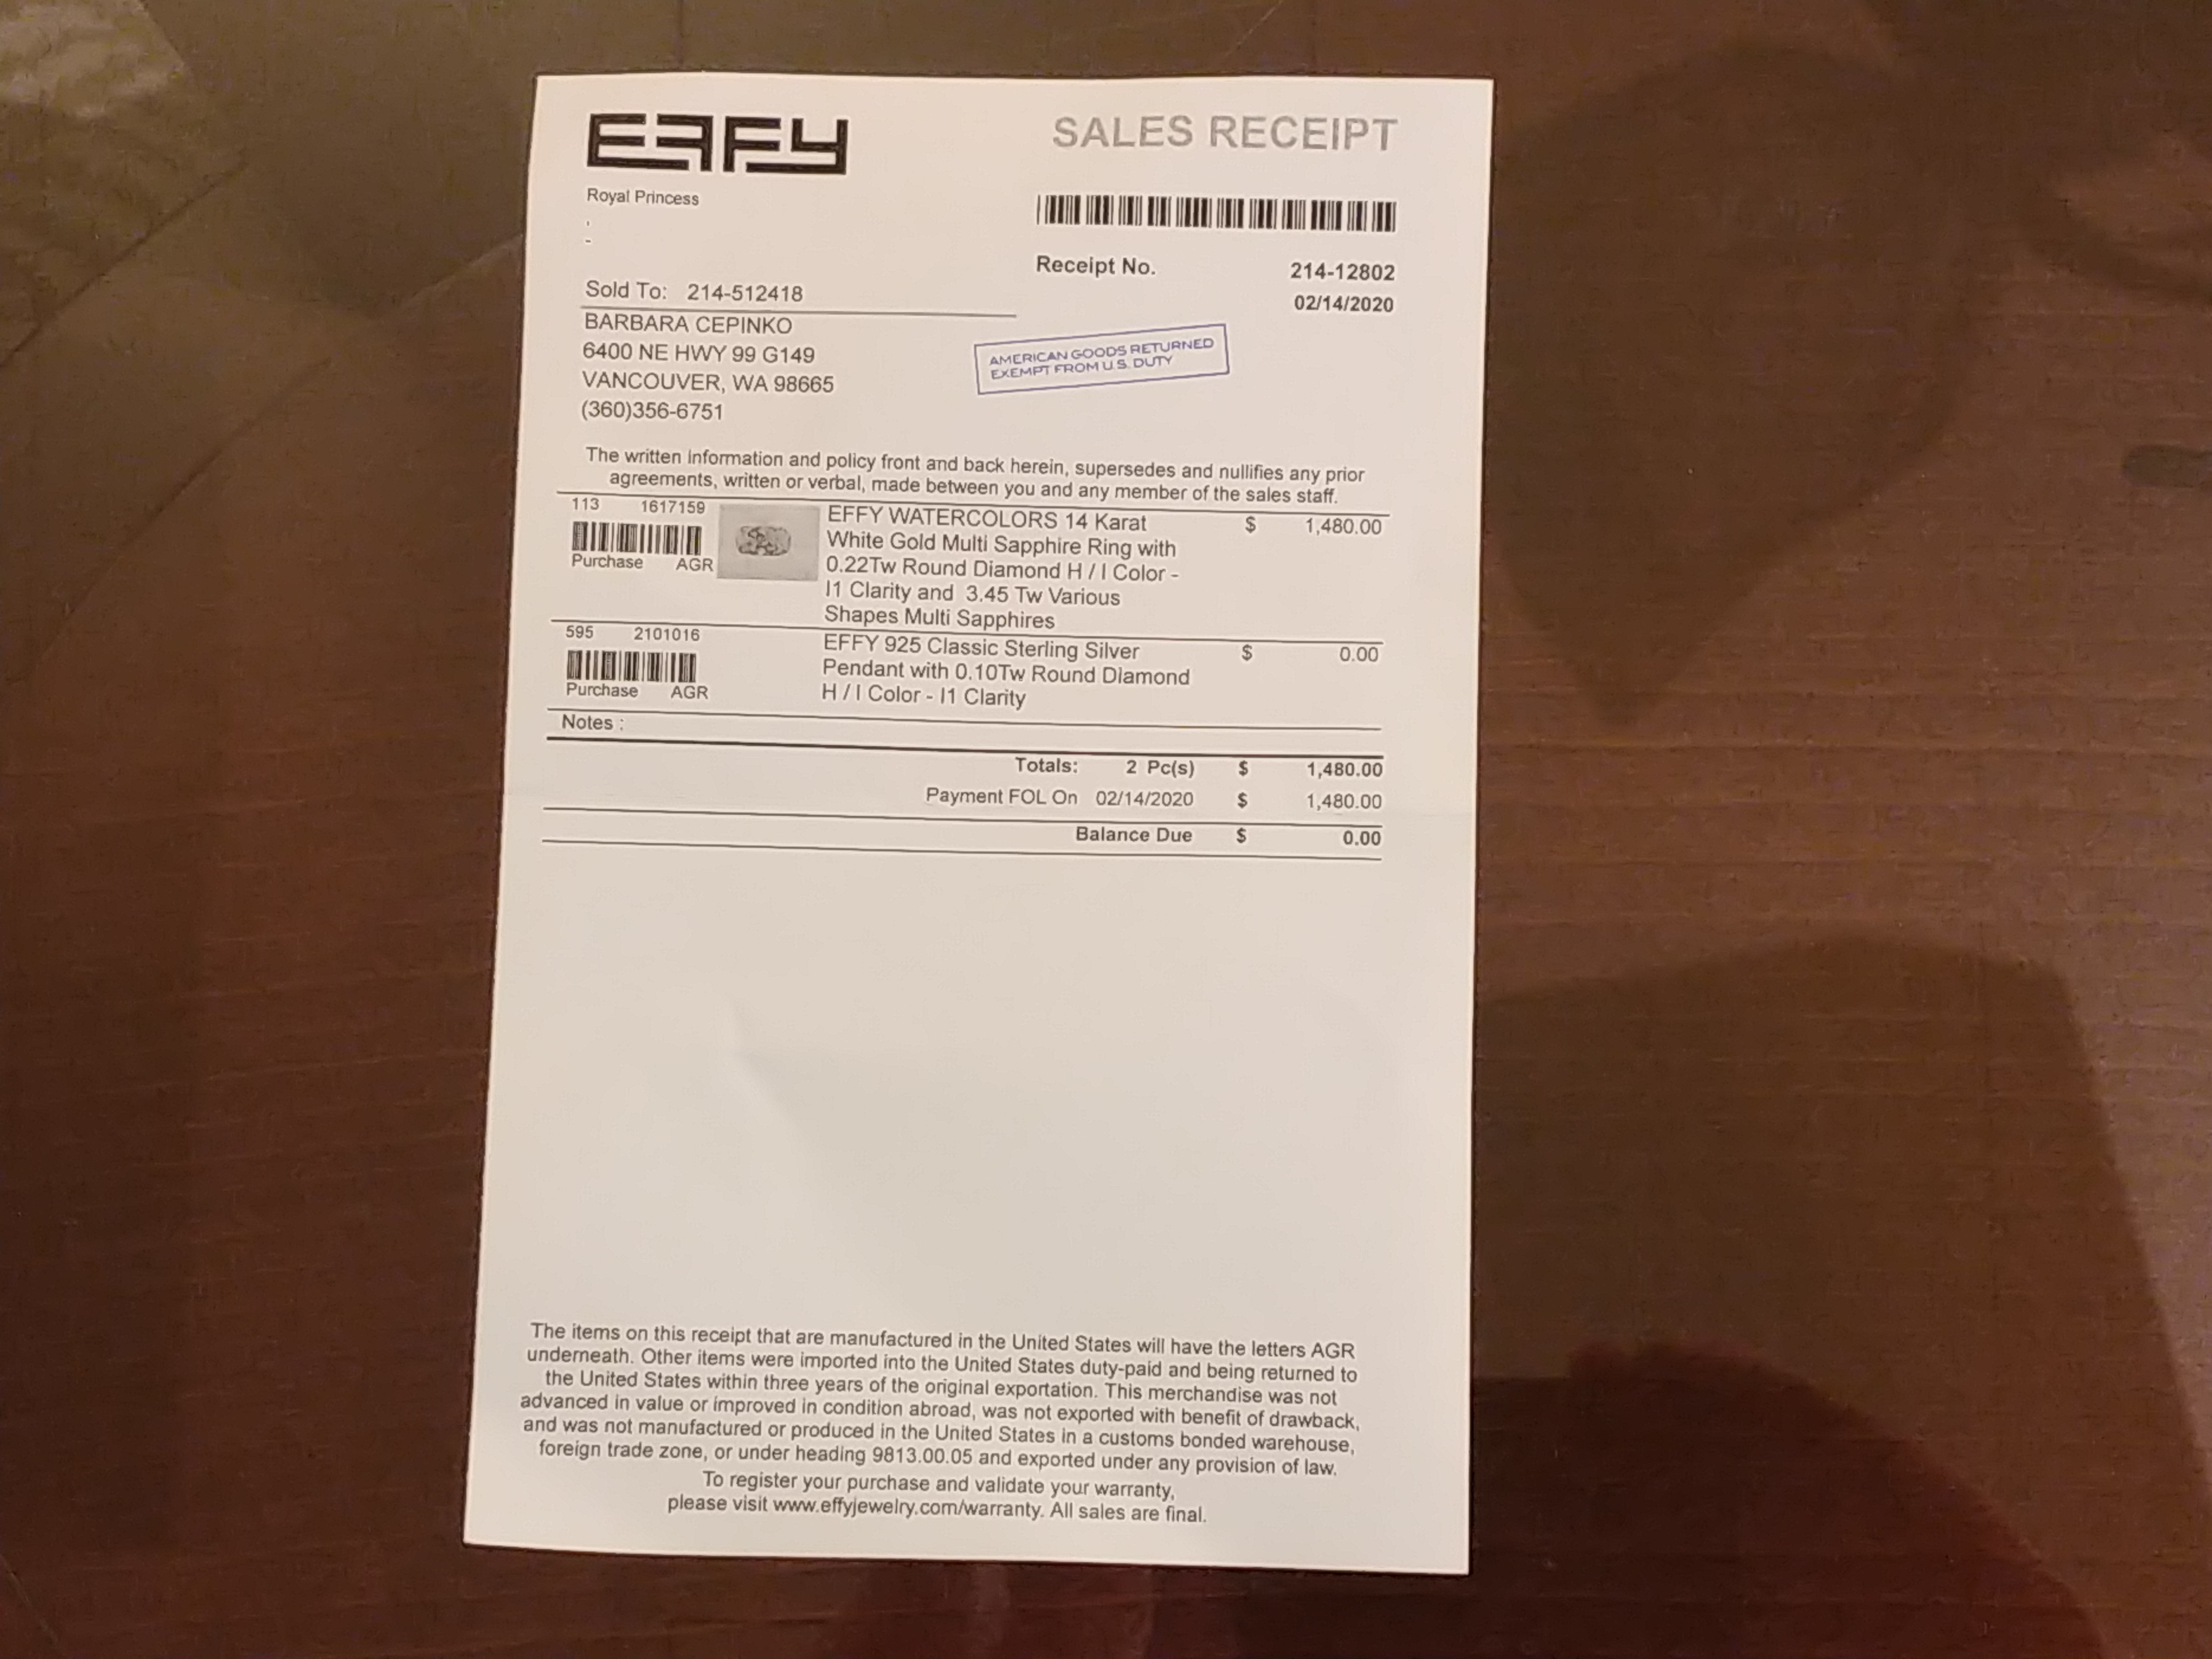 EFFY
SALES RECEIPT
Royal Princess
.
-
Receipt No. 214-12802
02/14/2020
Sold To: 214-512418
BARBARA CEPINKO
6400 NE HWY 99 G149
VANCOUVER, WA 98665
(360)356-6751
AMERICAN GOODS RETURNED
EXEMPT FROM U.S. DUTY
The written information and policy front and back herein, supersedes and nullifies any prior
agreements, written or verbal, made between you and any member of the sales staff.
113 1617159
Purchase AGR
EFFY WATERCOLORS 14 Karat $ 1,480.00
White Gold Multi Sapphire Ring with
0.22Tw Round Diamond H / I Color -
I1 Clarity and 3.45 Tw Various
Shapes Multi Sapphires
595 2101016
Purchase AGR
EFFY 925 Classic Sterling Silver $ 0.00
Pendant with 0.10Tw Round Diamond
H / I Color - I1 Clarity
Notes :
Totals: 2 Pc(s) $ 1,480.00
Payment FOL On 02/14/2020 $ 1,480.00
Balance Due $ 0.00
The items on this receipt that are manufactured in the United States will have the letters AGR
underneath. Other items were imported into the United States duty-paid and being returned to
the United States within three years of the original exportation. This merchandise was not
advanced in value or improved in condition abroad, was not exported with benefit of drawback,
and was not manufactured or produced in the United States in a customs bonded warehouse,
foreign trade zone, or under heading 9813.00.05 and exported under any provision of law.
To register your purchase and validate your warranty,
please visit www.effyjewelry.com/warranty. All sales are final.